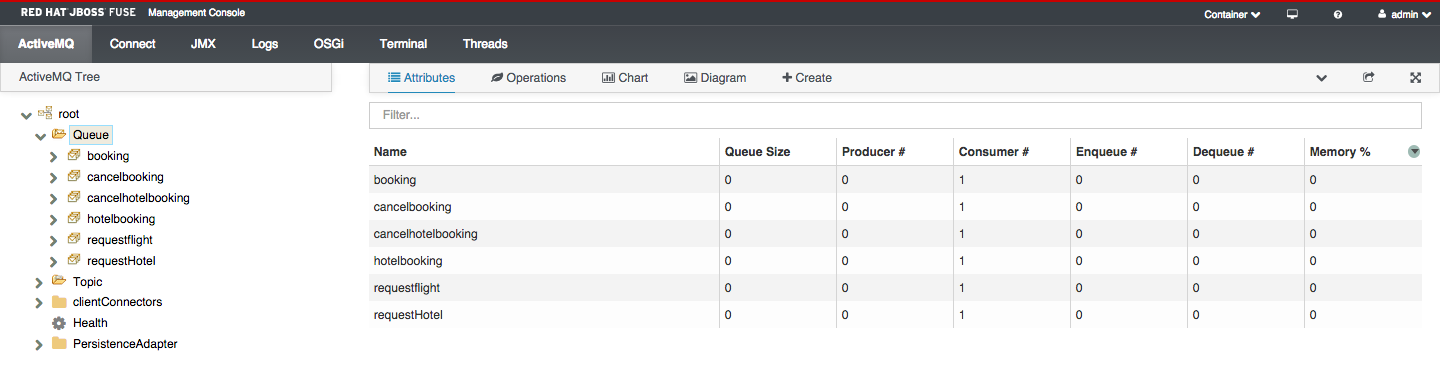 RED HAT JBOSS FUSE Management Console Container admin
ActiveMQ Connect JMX Logs OSGi Terminal Threads
ActiveMQ Tree
Attributes Operations Chart Diagram Create
root
Queue
booking
cancelbooking
cancelhotelbooking
hotelbooking
requestflight
requestHotel
Topic
clientConnectors
Health
PersistenceAdapter
Filter...
Name Queue Size Producer # Consumer # Enqueue # Dequeue # Memory %
booking 0 0 1 0 0 0
cancelbooking 0 0 1 0 0 0
cancelhotelbooking 0 0 1 0 0 0
hotelbooking 0 0 1 0 0 0
requestflight 0 0 1 0 0 0
requestHotel 0 0 1 0 0 0